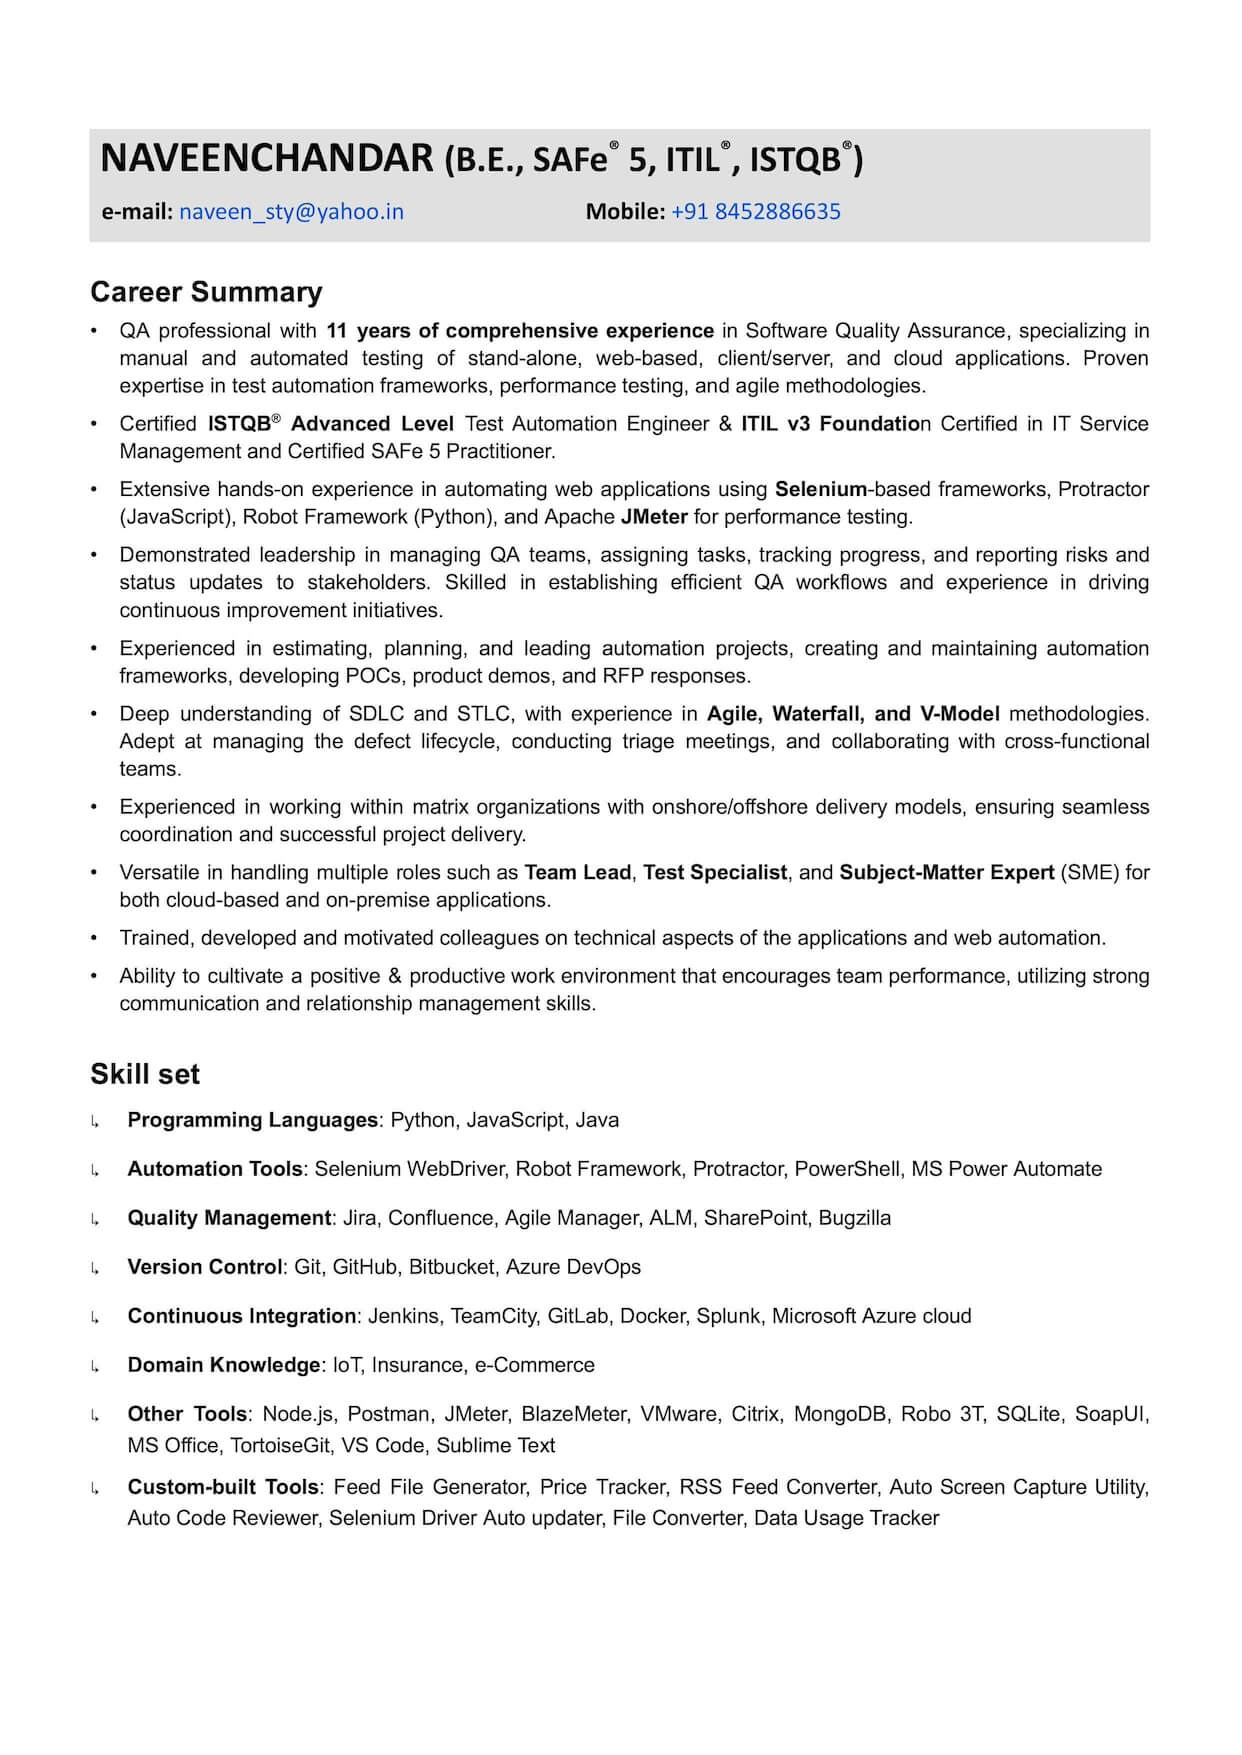 NAVEENCHANDAR (B.E., SAFe® 5, ITIL®, ISTQB®)
e-mail: naveen_sty@yahoo.in Mobile: +91 8452886635
Career Summary
• QA professional with 11 years of comprehensive experience in Software Quality Assurance, specializing in
manual and automated testing of stand-alone, web-based, client/server, and cloud applications. Proven
expertise in test automation frameworks, performance testing, and agile methodologies.
• Certified ISTQB® Advanced Level Test Automation Engineer & ITIL v3 Foundation Certified in IT Service
Management and Certified SAFe 5 Practitioner.
• Extensive hands-on experience in automating web applications using Selenium-based frameworks, Protractor
(JavaScript), Robot Framework (Python), and Apache JMeter for performance testing.
• Demonstrated leadership in managing QA teams, assigning tasks, tracking progress, and reporting risks and
status updates to stakeholders. Skilled in establishing efficient QA workflows and experience in driving
continuous improvement initiatives.
• Experienced in estimating, planning, and leading automation projects, creating and maintaining automation
frameworks, developing POCs, product demos, and RFP responses.
• Deep understanding of SDLC and STLC, with experience in Agile, Waterfall, and V-Model methodologies.
Adept at managing the defect lifecycle, conducting triage meetings, and collaborating with cross-functional
teams.
• Experienced in working within matrix organizations with onshore/offshore delivery models, ensuring seamless
coordination and successful project delivery.
• Versatile in handling multiple roles such as Team Lead, Test Specialist, and Subject-Matter Expert (SME) for
both cloud-based and on-premise applications.
• Trained, developed and motivated colleagues on technical aspects of the applications and web automation.
• Ability to cultivate a positive & productive work environment that encourages team performance, utilizing strong
communication and relationship management skills.
Skill set
↳ Programming Languages: Python, JavaScript, Java
↳ Automation Tools: Selenium WebDriver, Robot Framework, Protractor, PowerShell, MS Power Automate
↳ Quality Management: Jira, Confluence, Agile Manager, ALM, SharePoint, Bugzilla
↳ Version Control: Git, GitHub, Bitbucket, Azure DevOps
↳ Continuous Integration: Jenkins, TeamCity, GitLab, Docker, Splunk, Microsoft Azure cloud
↳ Domain Knowledge: IoT, Insurance, e-Commerce
↳ Other Tools: Node.js, Postman, JMeter, BlazeMeter, VMware, Citrix, MongoDB, Robo 3T, SQLite, SoapUI,
MS Office, TortoiseGit, VS Code, Sublime Text
↳ Custom-built Tools: Feed File Generator, Price Tracker, RSS Feed Converter, Auto Screen Capture Utility,
Auto Code Reviewer, Selenium Driver Auto updater, File Converter, Data Usage Tracker